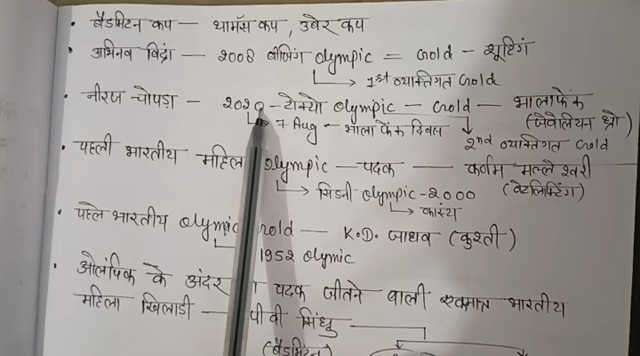 • बैडमिंटन कप — थॉमस कप, उबेर कप
• अभिनव बिंद्रा — 2008 बीजिंग Olympic = Gold - शूटिंग
1st व्यक्तिगत Gold
• नीरज चोपड़ा - 2020 - टोक्यो Olympic - Gold - भालाफेंक
7 Aug - भाला फेंक दिवस (जेवेलियन थ्रो)
2nd व्यक्तिगत Gold
• पहली भारतीय महिला Olympic — पदक — कर्णम मल्लेश्वरी
सिडनी Olympic - 2000 (वेटलिफ्टिंग)
कांस्य
• पहले भारतीय Olympic Gold — K.D. जाधव (कुश्ती)
1952 Olymic
• ओलंपिक के अंदर पदक जीतने वाली एकमात्र भारतीय
महिला खिलाडी — पी वी सिंधु
(बैडमिंटन)